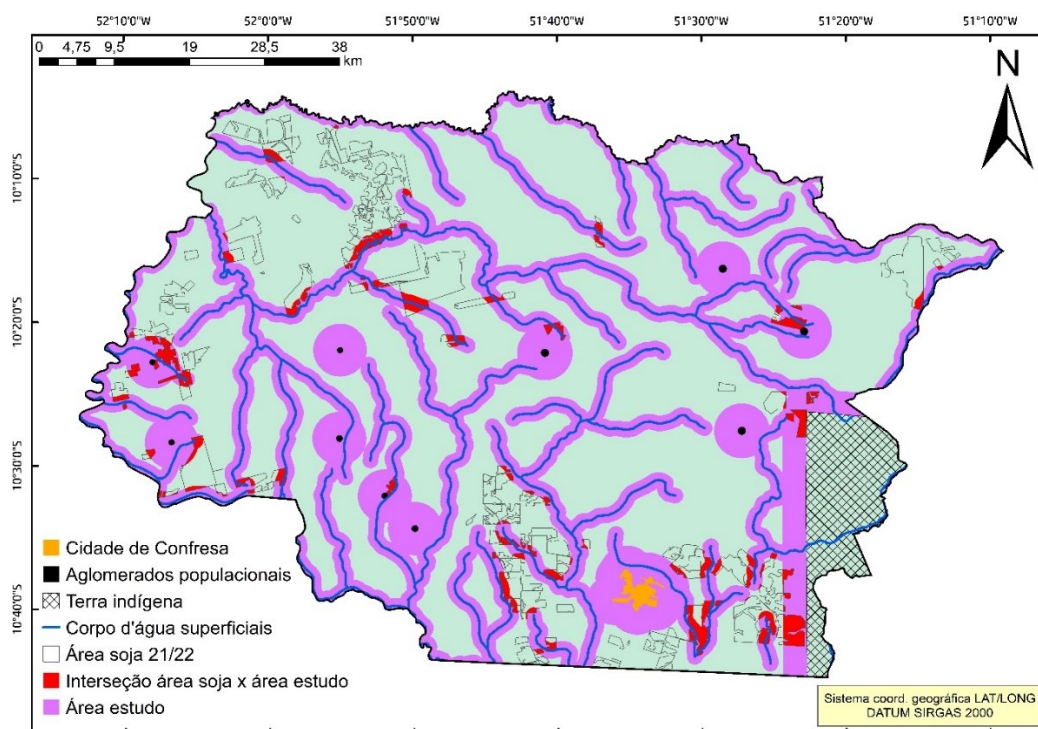 52°10'0"W 52°0'0"W 51°50'0"W 51°40'0"W 51°30'0"W 51°20'0"W 51°10'0"W
0 4,75 9,5 19 28,5 38
km
N
10°10'0"S
10°20'0"S
10°30'0"S
10°40'0"S
Cidade de Confresa
Aglomerados populacionais
Terra indígena
Corpo d'água superficiais
Área soja 21/22
Interseção área soja x área estudo
Área estudo
Sistema coord. geográfica LAT/LONG
DATUM SIRGAS 2000